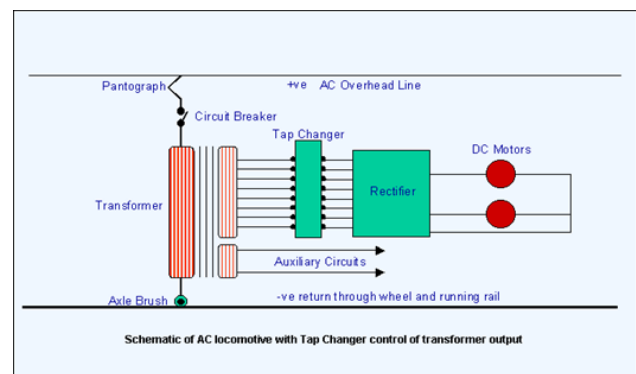 Pantograph
+ve AC Overhead Line
Circuit Breaker
Tap Changer
DC Motors
Transformer
Rectifier
Auxiliary Circuits
Axle Brush
-ve return through wheel and running rail
Schematic of AC locomotive with Tap Changer control of transformer output